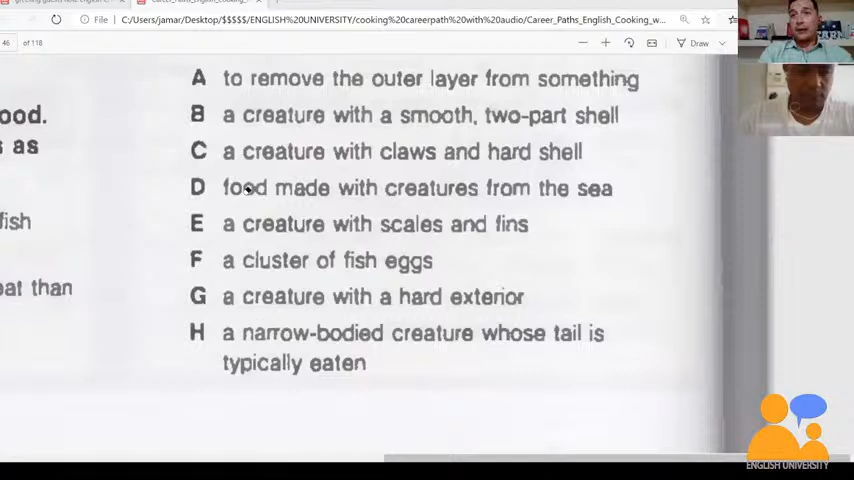 File
C:/Users/jamar/Desktop/$$$$$/ENGLISH%20UNIVERSITY/cooking%20careerpath%20with%20audio/Career_Paths_English_Cooking_w...
46 of 118
Draw
ood.
s as
fish
eat than
A to remove the outer layer from something
B a creature with a smooth, two-part shell
C a creature with claws and hard shell
D food made with creatures from the sea
E a creature with scales and fins
F a cluster of fish eggs
G a creature with a hard exterior
H a narrow-bodied creature whose tail is
typically eaten
ENGLISH UNIVERSITY